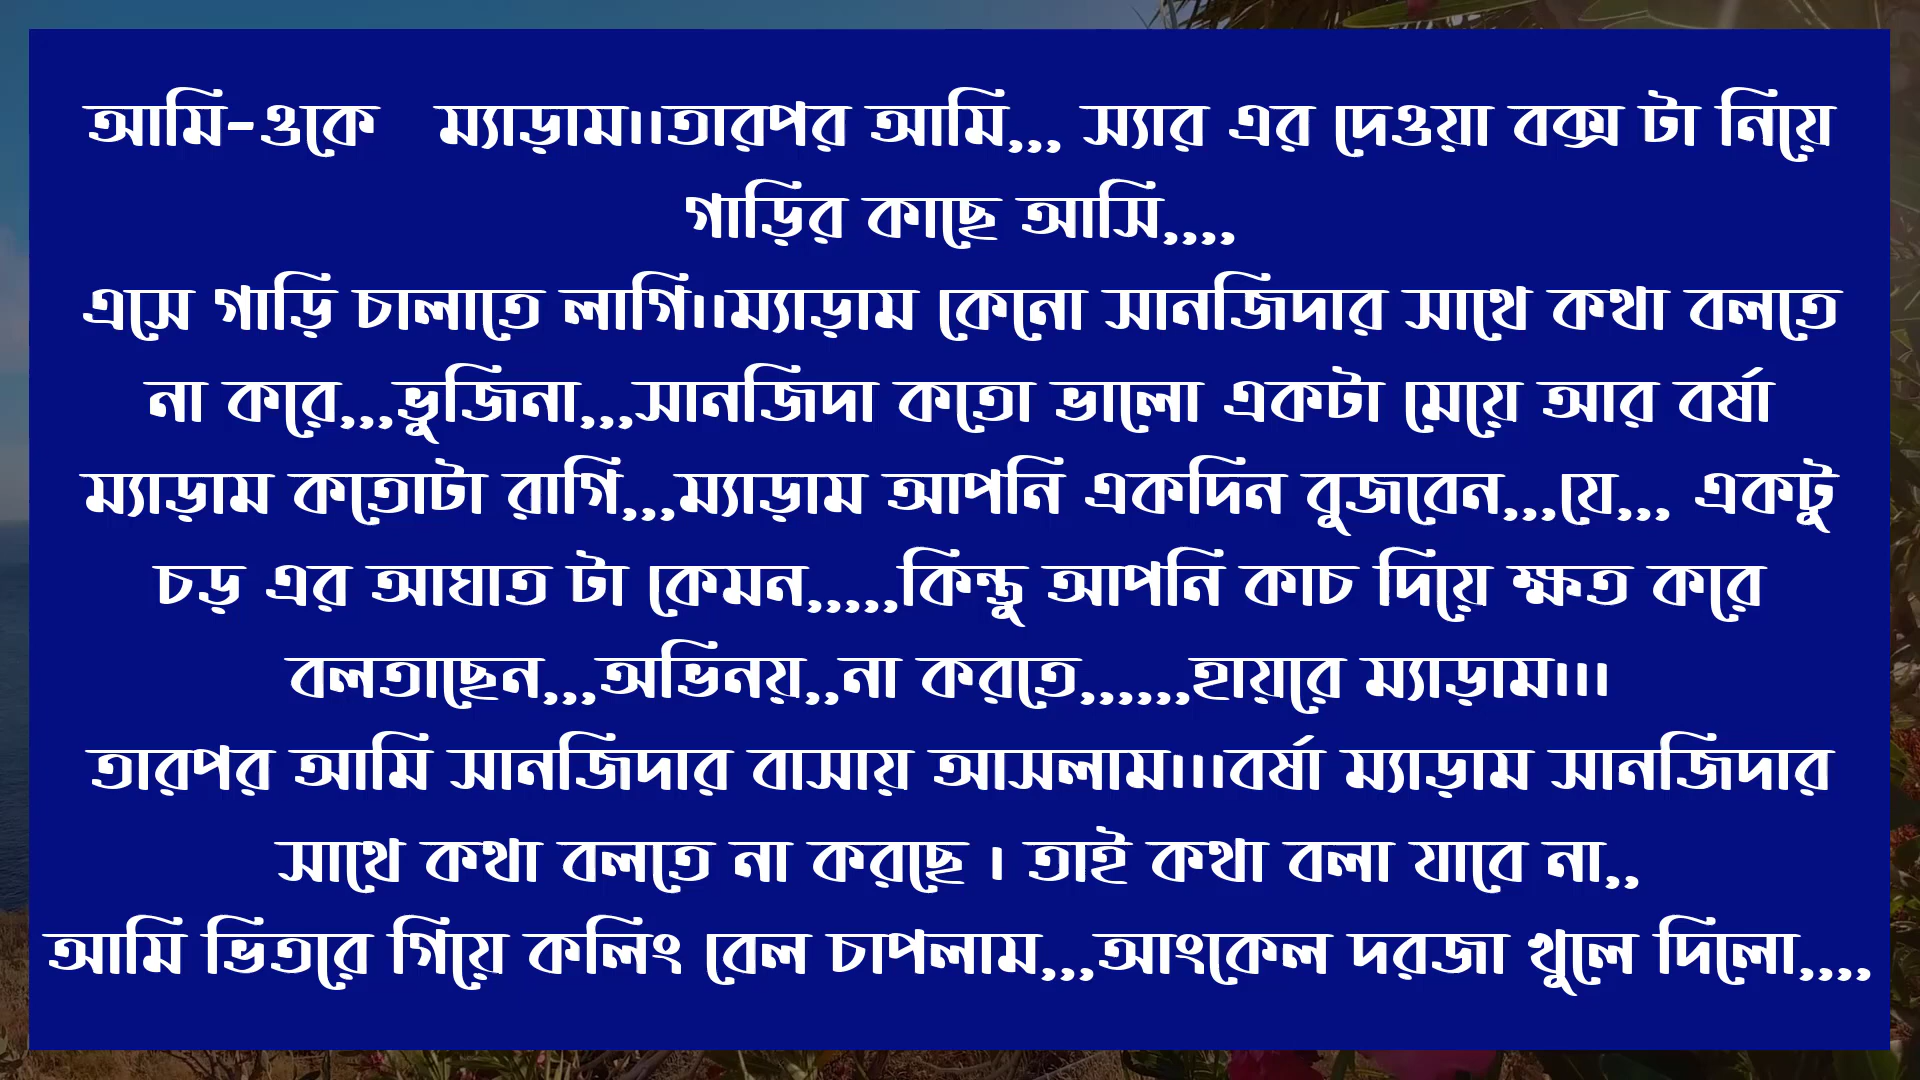 আমি-ওকে ম্যাড়াম।।তারপর আমি,,, স্যার এর দেওয়া বক্স টা নিয়ে
গাড়ির কাছে আসি,,,,
এসে গাড়ি চালাতে লাগি।।ম্যাড়াম কেনো সানজিদার সাথে কথা বলতে
না করে,,,ভুজিনা,,,সানজিদা কতো ভালো একটা মেয়ে আর বর্ষা
ম্যাড়াম কতোটা রাগি,,,ম্যাড়াম আপনি একদিন বুজবেন,,,যে,,, একটু
চড় এর আঘাত টা কেমন,,,,,কিন্তু আপনি কাচ দিয়ে ক্ষত করে
বলতাছেন,,,অভিনয়,,না করতে,,,,,,হায়রে ম্যাড়াম।।।
তারপর আমি সানজিদার বাসায় আসলাম।।।বর্ষা ম্যাড়াম সানজিদার
সাথে কথা বলতে না করছে । তাই কথা বলা যাবে না,,
আমি ভিতরে গিয়ে কলিং বেল চাপলাম,,,আংকেল দরজা খুলে দিলো,,,,